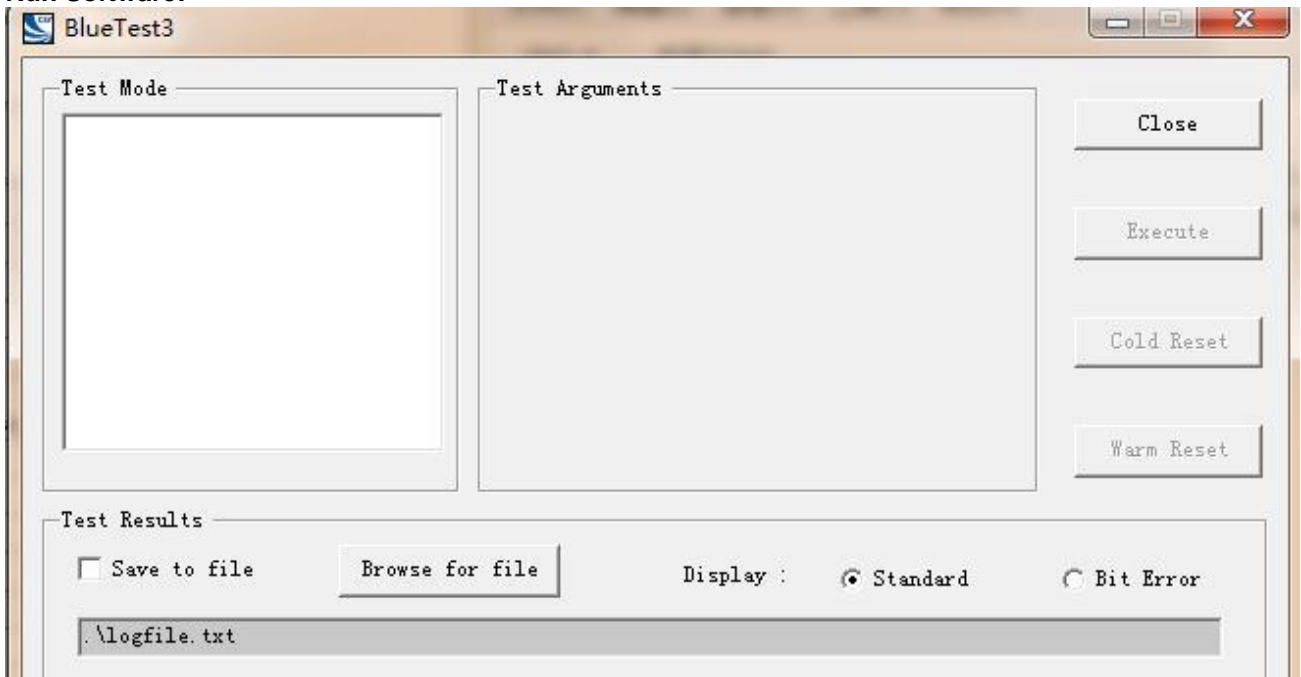 BlueTest3
Test Mode
Test Arguments
Close
Execute
Cold Reset
Warm Reset
Test Results
Save to file
Browse for file
Display :
Standard
Bit Error
.\logfile.txt